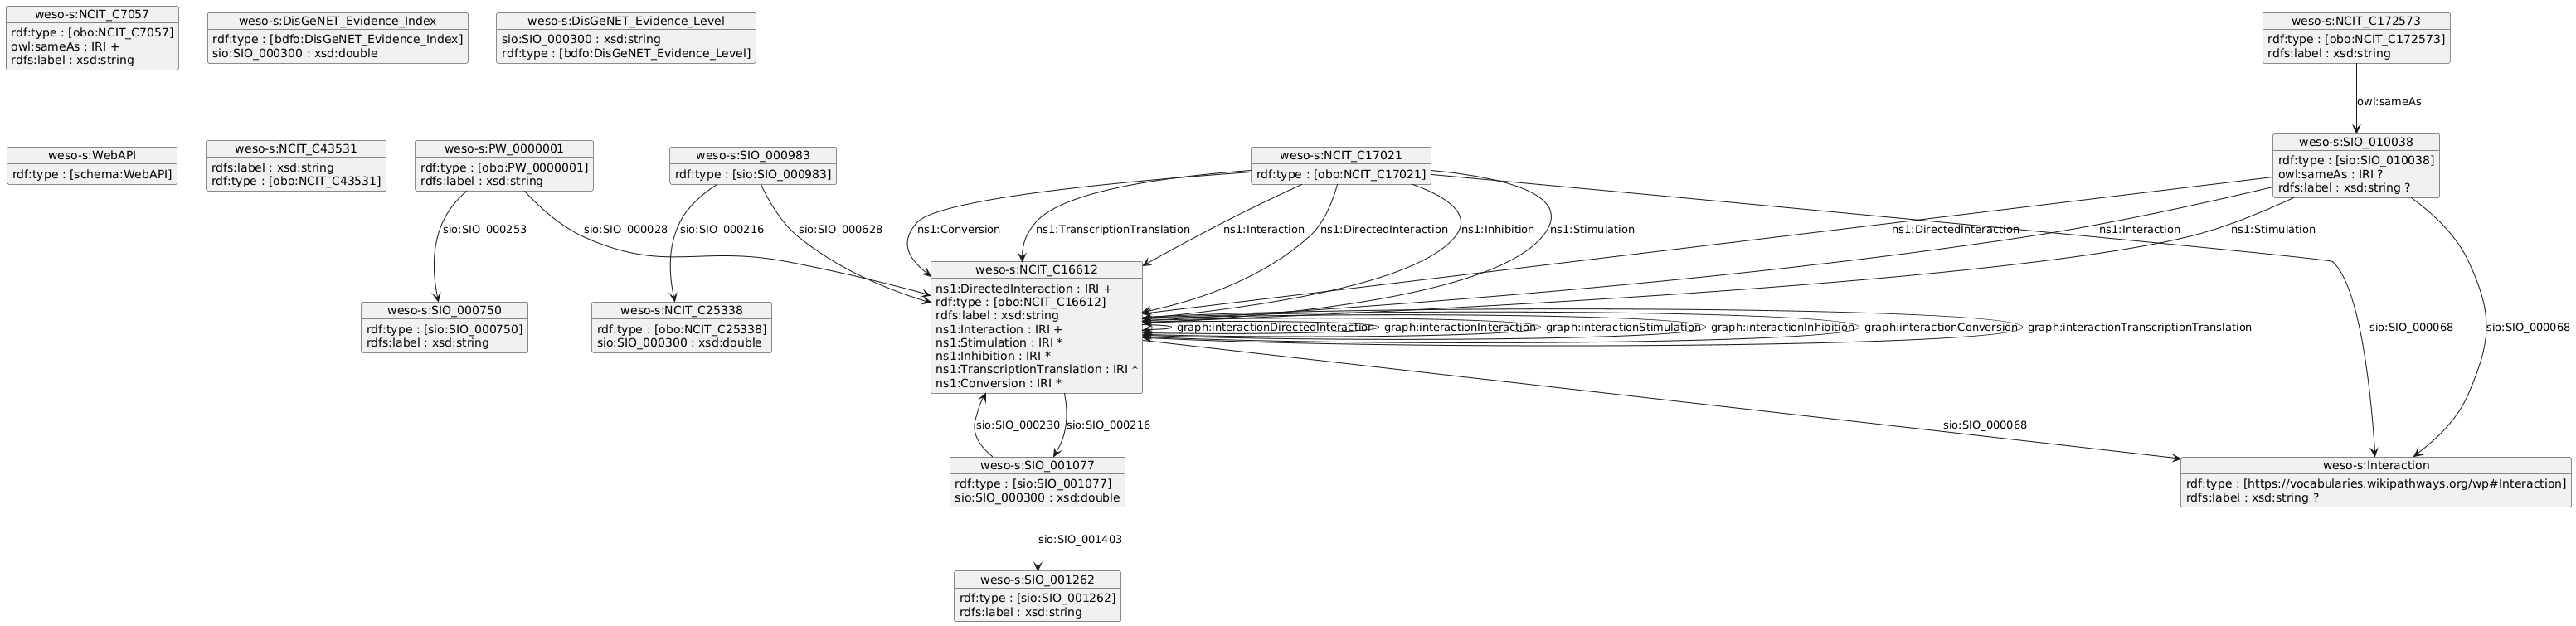 weso-s:NCIT_C7057
rdf:type : [obo:NCIT_C7057]
owl:sameAs : IRI +
rdfs:label : xsd:string
weso-s:DisGeNET_Evidence_Index
rdf:type : [bdfo:DisGeNET_Evidence_Index]
sio:SIO_000300 : xsd:double
weso-s:DisGeNET_Evidence_Level
sio:SIO_000300 : xsd:string
rdf:type : [bdfo:DisGeNET_Evidence_Level]
weso-s:NCIT_C172573
rdf:type : [obo:NCIT_C172573]
rdfs:label : xsd:string
owl:sameAs
weso-s:WebAPI
rdf:type : [schema:WebAPI]
weso-s:NCIT_C43531
rdfs:label : xsd:string
rdf:type : [obo:NCIT_C43531]
weso-s:PW_0000001
rdf:type : [obo:PW_0000001]
rdfs:label : xsd:string
weso-s:SIO_000983
rdf:type : [sio:SIO_000983]
weso-s:NCIT_C17021
rdf:type : [obo:NCIT_C17021]
weso-s:SIO_010038
rdf:type : [sio:SIO_010038]
owl:sameAs : IRI ?
rdfs:label : xsd:string ?
sio:SIO_000253
sio:SIO_000028
sio:SIO_000216
sio:SIO_000628
ns1:Conversion
ns1:TranscriptionTranslation
ns1:Interaction
ns1:DirectedInteraction
ns1:Inhibition
ns1:Stimulation
ns1:DirectedInteraction
ns1:Interaction
ns1:Stimulation
weso-s:SIO_000750
rdf:type : [sio:SIO_000750]
rdfs:label : xsd:string
weso-s:NCIT_C25338
rdf:type : [obo:NCIT_C25338]
sio:SIO_000300 : xsd:double
weso-s:NCIT_C16612
ns1:DirectedInteraction : IRI +
rdf:type : [obo:NCIT_C16612]
rdfs:label : xsd:string
ns1:Interaction : IRI +
ns1:Stimulation : IRI *
ns1:Inhibition : IRI *
ns1:TranscriptionTranslation : IRI *
ns1:Conversion : IRI *
graph:interactionDirectedInteraction
graph:interactionInteraction
graph:interactionStimulation
graph:interactionInhibition
graph:interactionConversion
graph:interactionTranscriptionTranslation
sio:SIO_000068
sio:SIO_000068
sio:SIO_000230
sio:SIO_000216
sio:SIO_000068
weso-s:SIO_001077
rdf:type : [sio:SIO_001077]
sio:SIO_000300 : xsd:double
weso-s:Interaction
rdf:type : [https://vocabularies.wikipathways.org/wp#Interaction]
rdfs:label : xsd:string ?
sio:SIO_001403
weso-s:SIO_001262
rdf:type : [sio:SIO_001262]
rdfs:label : xsd:string